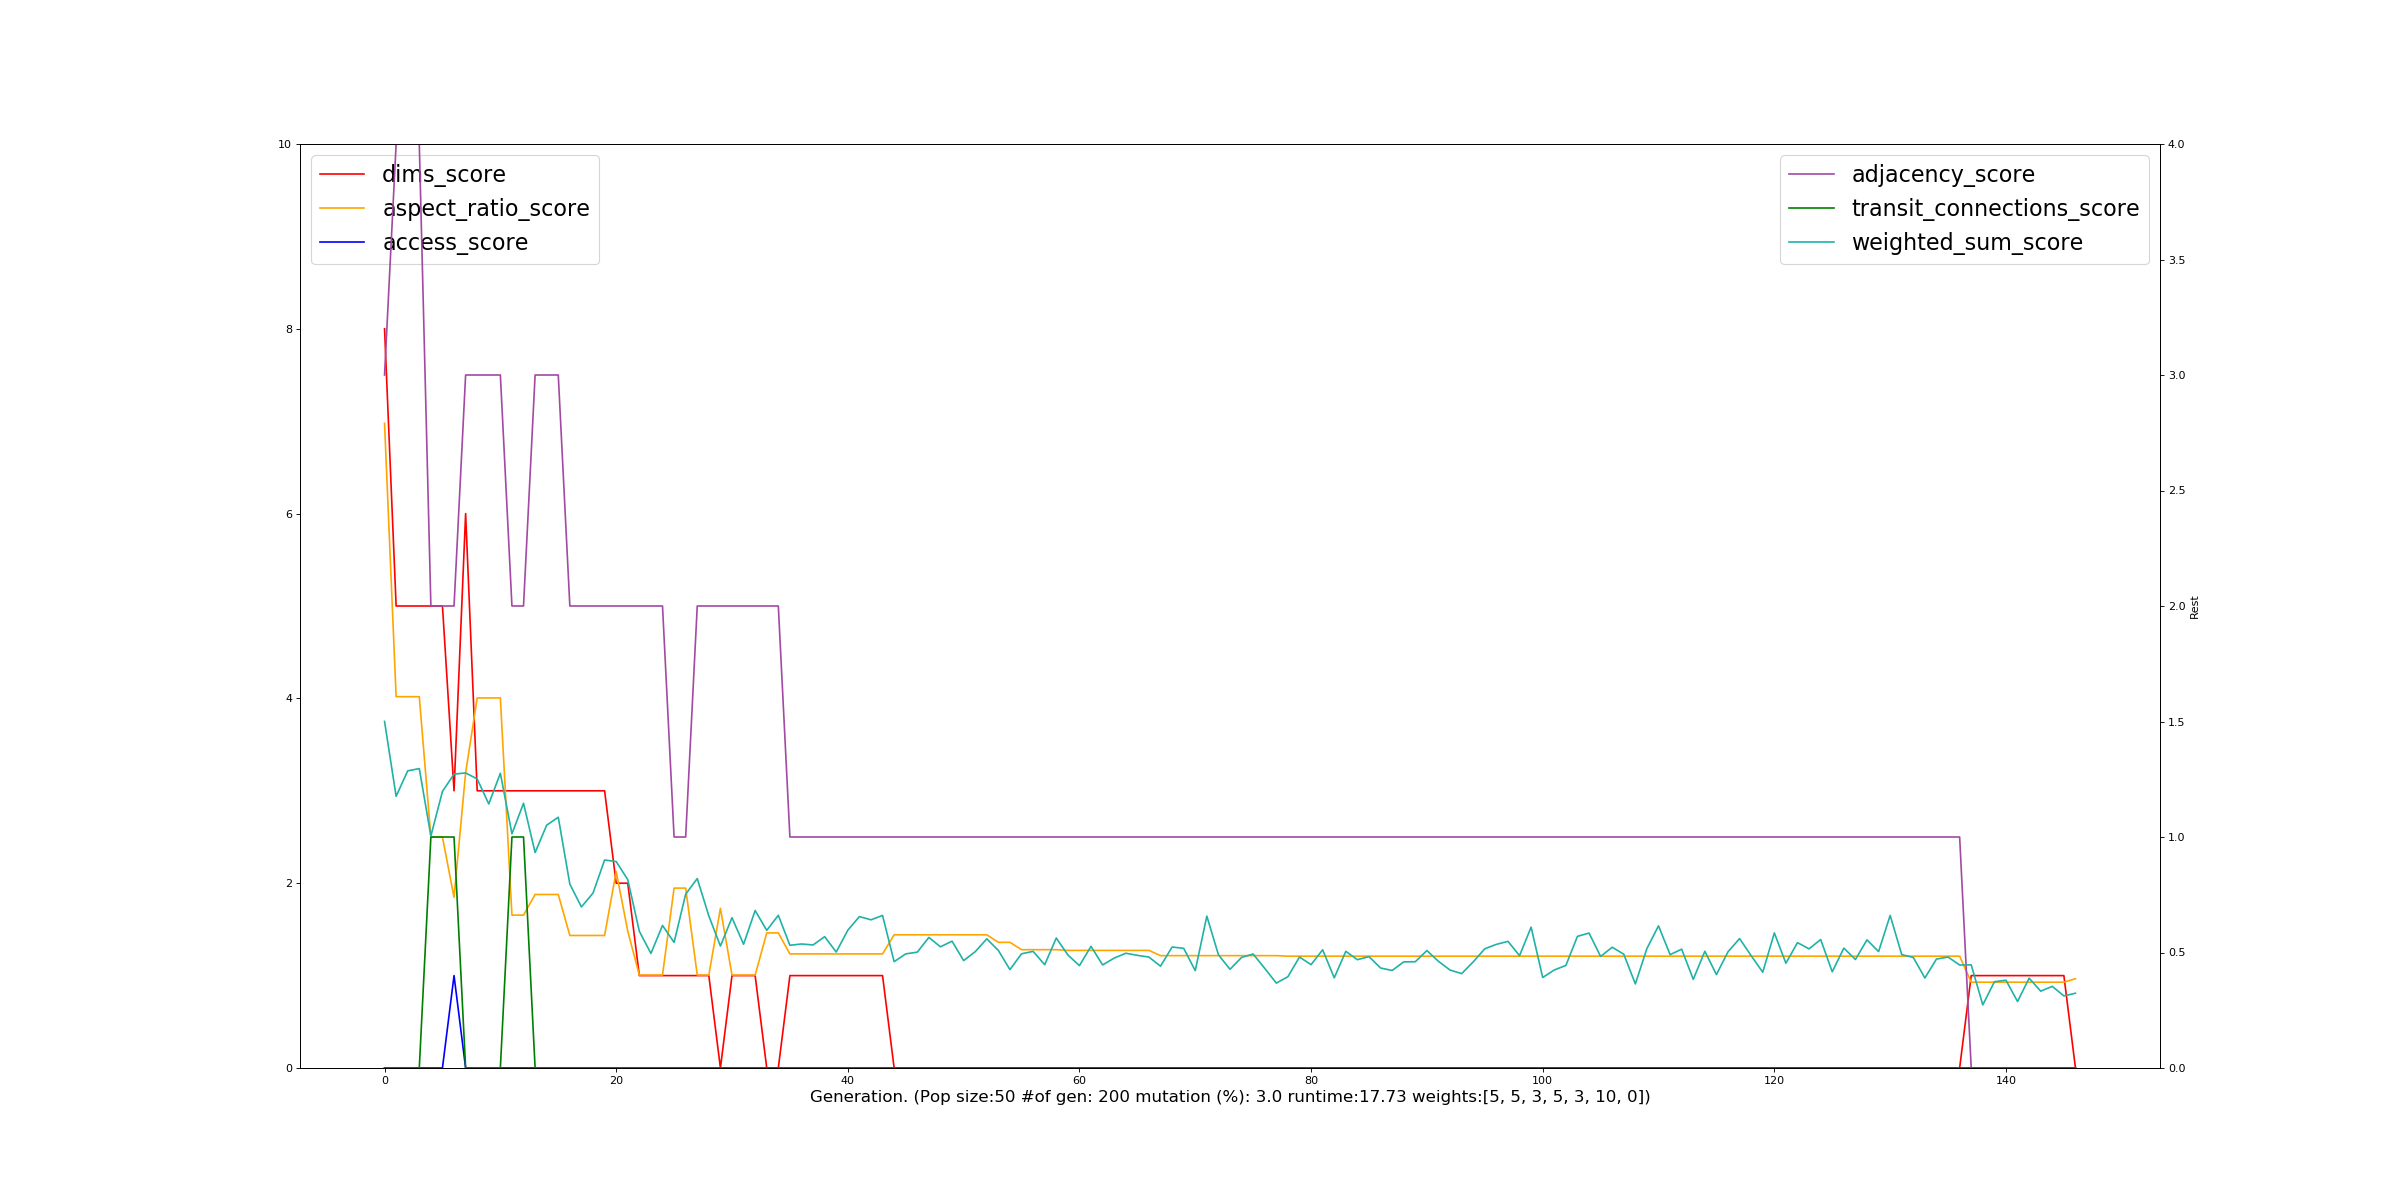 dims_score
aspect_ratio_score
access_score
adjacency_score
transit_connections_score
weighted_sum_score
10
8
6
4
2
0
4.0
3.5
3.0
2.5
2.0
1.5
1.0
0.5
0.0
Rest
0 20 40 60 80 100 120 140
Generation. (Pop size:50 #of gen: 200 mutation (%): 3.0 runtime:17.73 weights:[5, 5, 3, 5, 3, 10, 0])